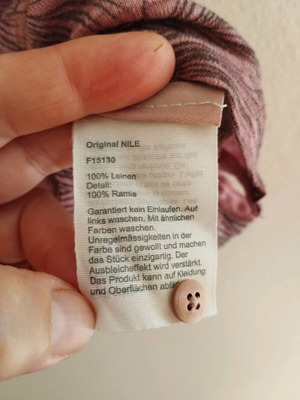 Original NILE
F15130
100% Leinen
Detail:
100% Ramie
Garantiert kein Einlaufen. Auf
links waschen. Mit ähnlichen
Farben waschen.
Unregelmässigkeiten in der
Farbe sind gewollt und machen
das Stück einzigartig. Der
Ausbleicheffekt wird verstärkt.
Das Produkt kann auf Kleidung
und Oberflächen